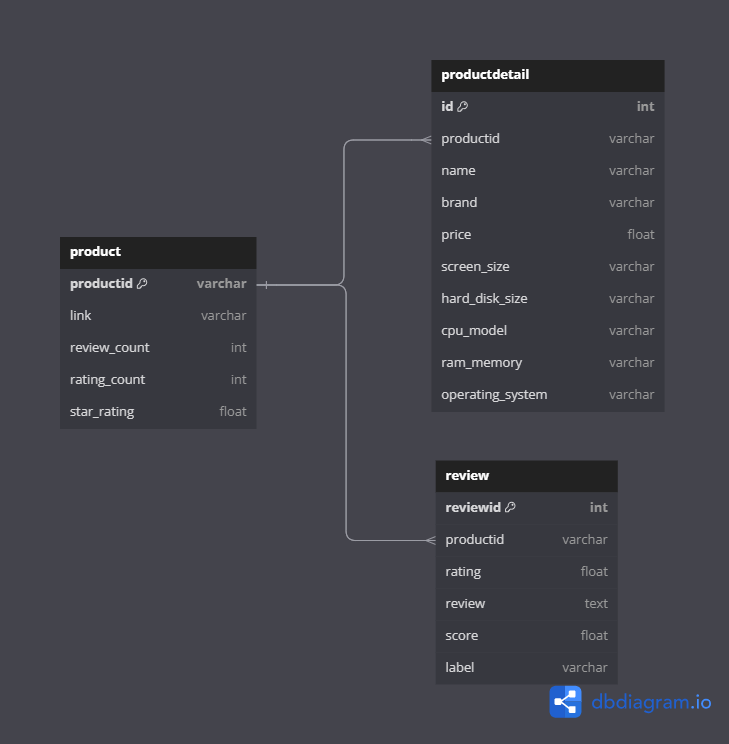 productdetail
id int
productid varchar
name varchar
brand varchar
price float
screen_size varchar
hard_disk_size varchar
cpu_model varchar
ram_memory varchar
operating_system varchar
product
productid varchar
link varchar
review_count int
rating_count int
star_rating float
review
reviewid int
productid varchar
rating float
review text
score float
label varchar
dbdiagram.io